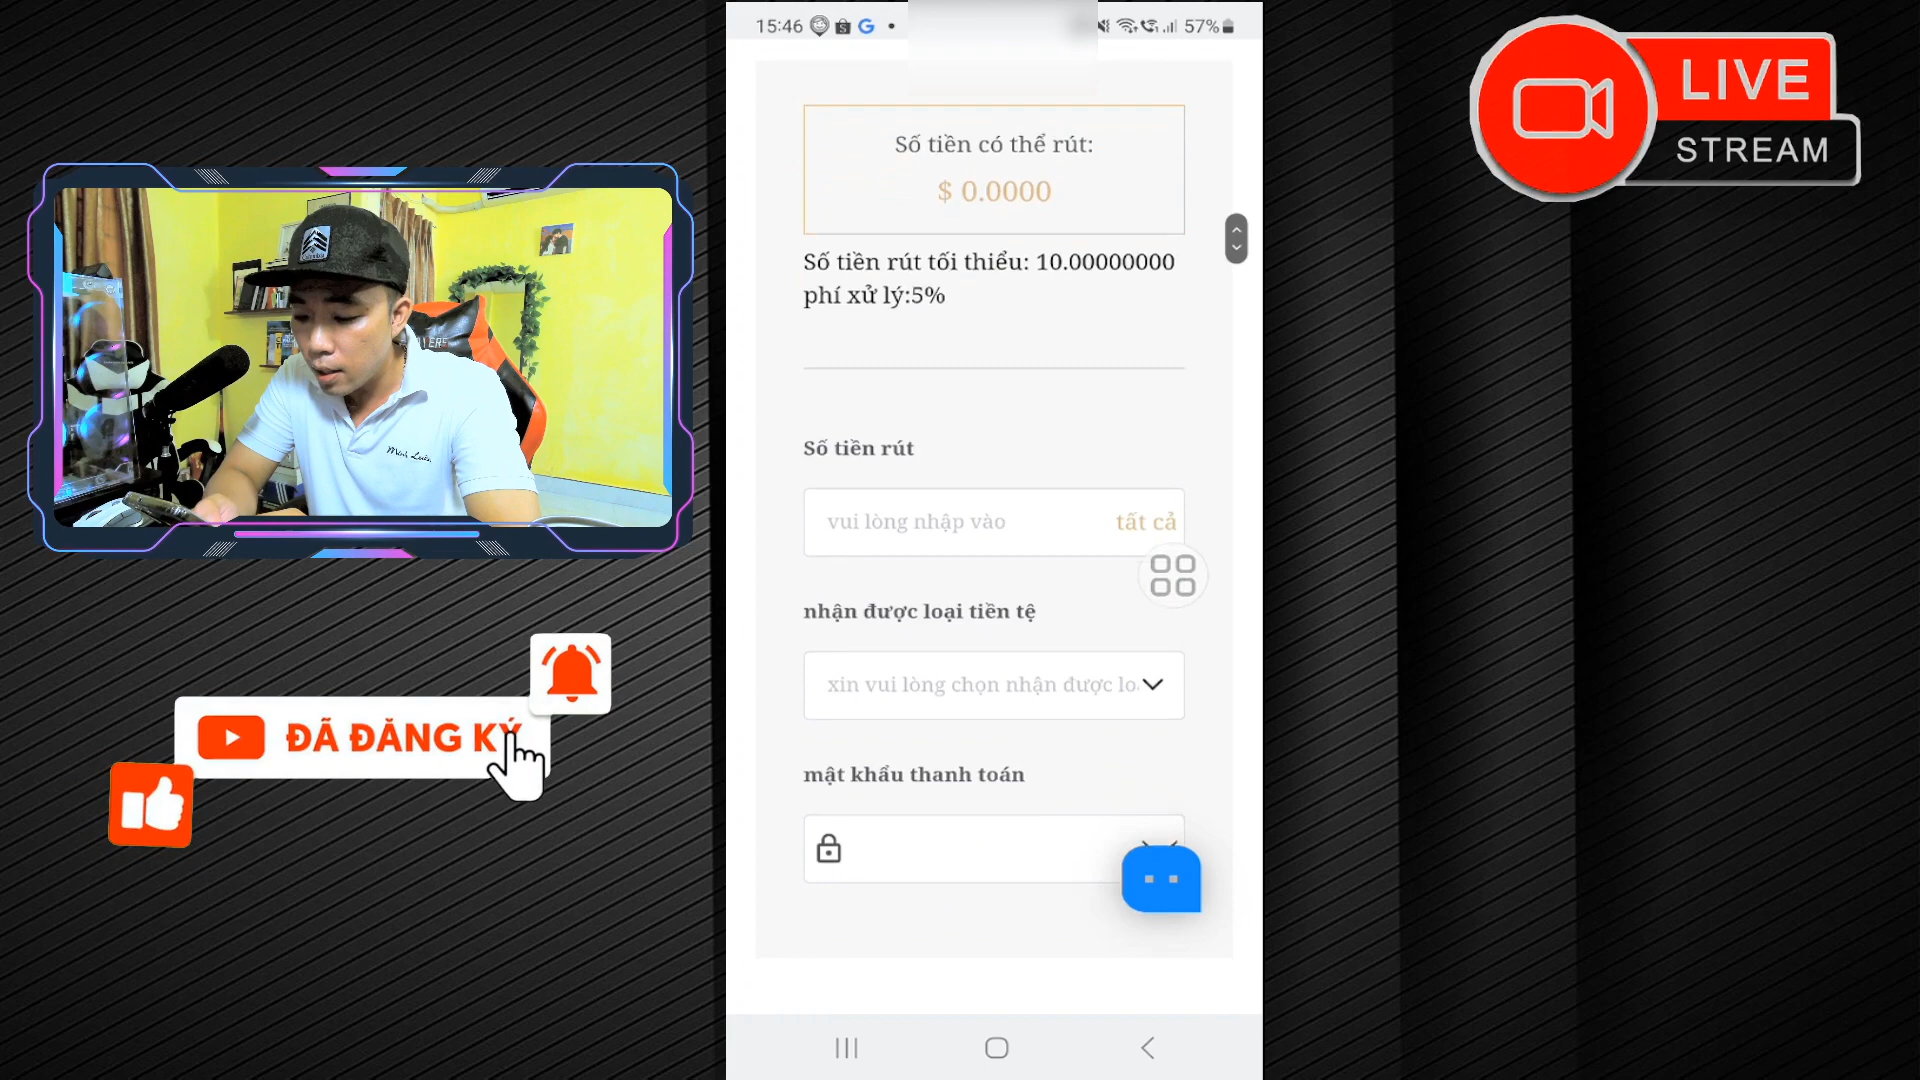 15:46
57%
LIVE
STREAM
Số tiền có thể rút:
$ 0.0000
Số tiền rút tối thiểu: 10.00000000
phí xử lý:5%
Số tiền rút
vui lòng nhập vào
tất cả
nhận được loại tiền tệ
xin vui lòng chọn nhận được lo
mật khẩu thanh toán
ĐÃ ĐĂNG KÝ